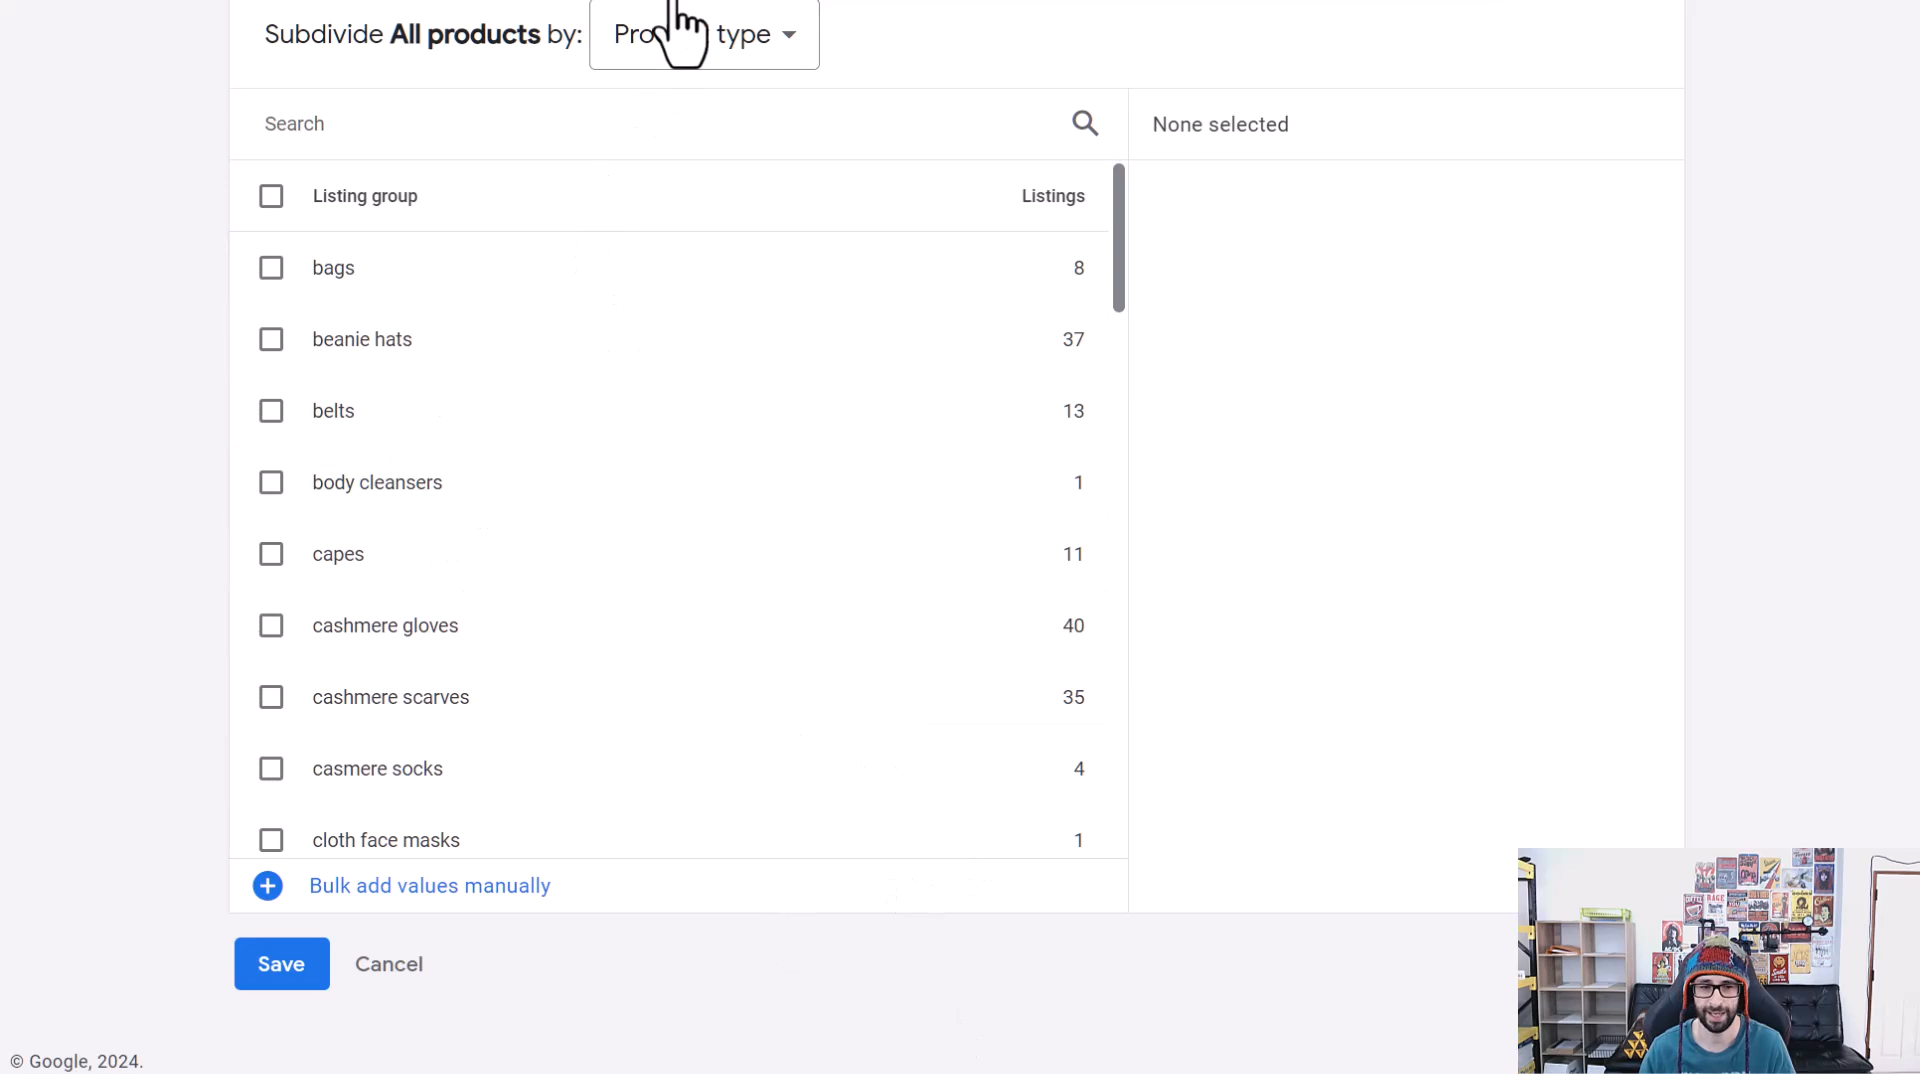 Subdivide All products by: Pro type
Search
None selected
Listing group Listings
bags 8
beanie hats 37
belts 13
body cleansers 1
capes 11
cashmere gloves 40
cashmere scarves 35
casmere socks 4
cloth face masks 1
Bulk add values manually
Save Cancel
© Google, 2024.